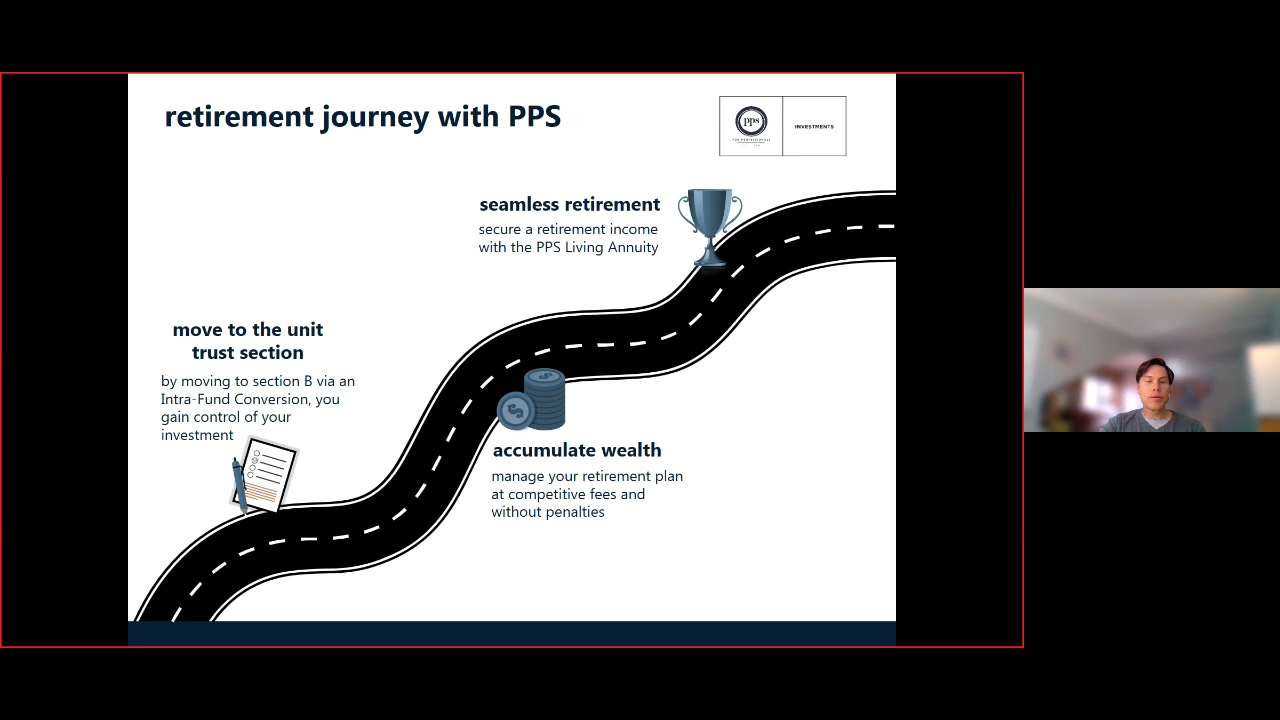 retirement journey with PPS
pps
INVESTMENTS
seamless retirement
secure a retirement income
with the PPS Living Annuity
move to the unit
trust section
by moving to section B via an
Intra-Fund Conversion, you
gain control of your
investment
accumulate wealth
manage your retirement plan
at competitive fees and
without penalties